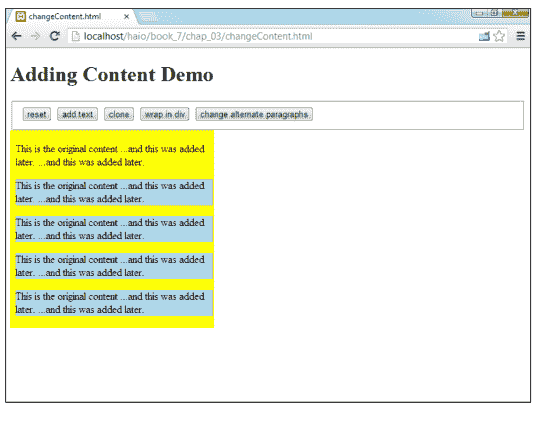 changeContent.html
localhost/haio/book_7/chap_03/changeContent.html
Adding Content Demo
reset add text clone wrap in div change alternate paragraphs
This is the original content ...and this was added
later. ...and this was added later.
This is the original content ...and this was added
later. ...and this was added later.
This is the original content ...and this was added
later. ...and this was added later.
This is the original content ...and this was added
later. ...and this was added later.
This is the original content ...and this was added
later. ...and this was added later.